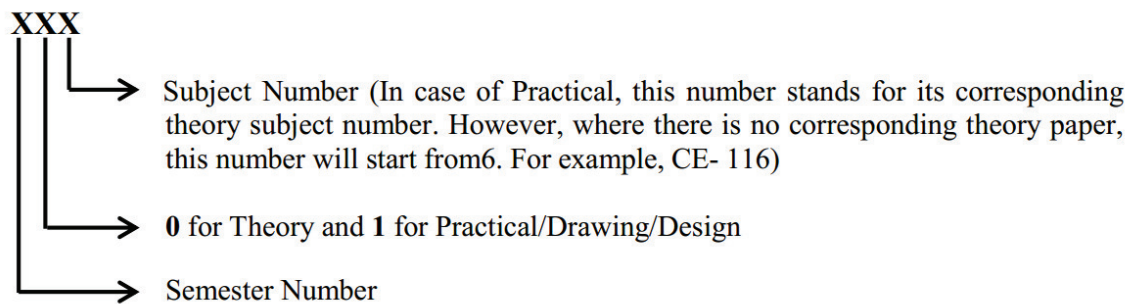 XXX
Subject Number (In case of Practical, this number stands for its corresponding
theory subject number. However, where there is no corresponding theory paper,
this number will start from6. For example, CE- 116)
0 for Theory and 1 for Practical/Drawing/Design
Semester Number